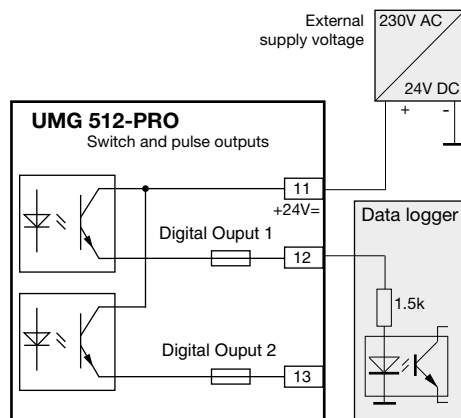 External
supply voltage
230V AC
24V DC
+ -
UMG 512-PRO
Switch and pulse outputs
11
+24V=
Data logger
Digital Ouput 1
12
1.5k
Digital Ouput 2
13